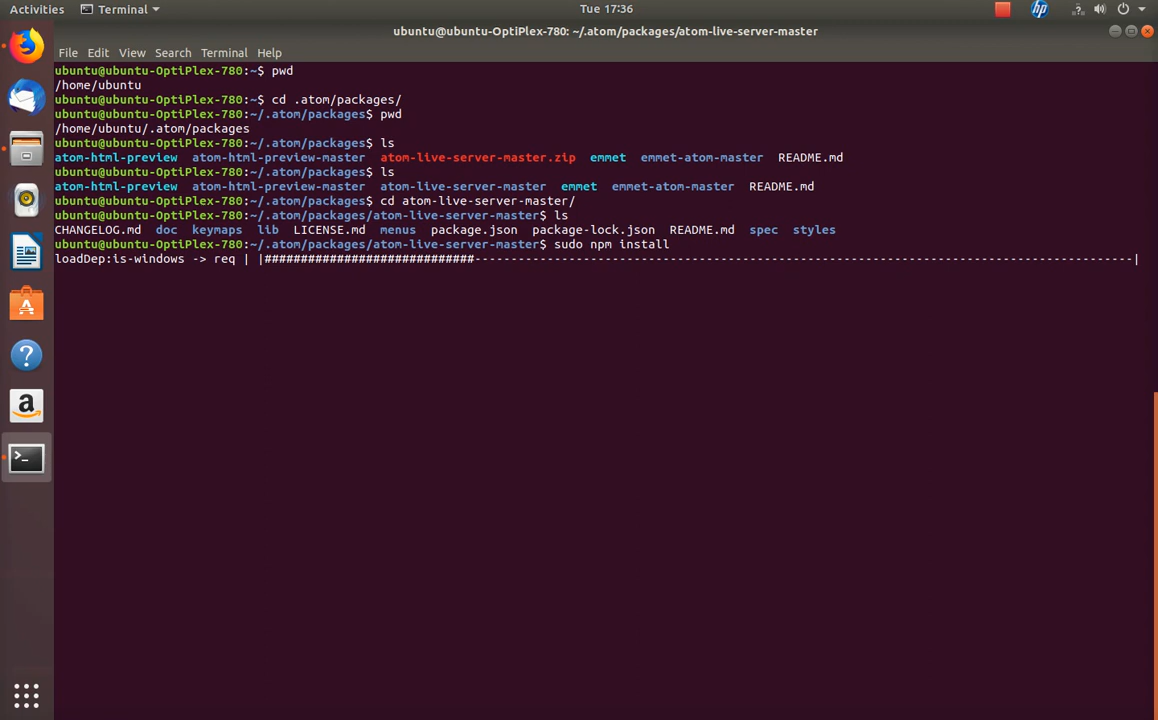 Activities Terminal Tue 17:36
ubuntu@ubuntu-OptiPlex-780: ~/.atom/packages/atom-live-server-master
File Edit View Search Terminal Help
ubuntu@ubuntu-OptiPlex-780:~$ pwd
/home/ubuntu
ubuntu@ubuntu-OptiPlex-780:~$ cd .atom/packages/
ubuntu@ubuntu-OptiPlex-780:~/.atom/packages$ pwd
/home/ubuntu/.atom/packages
ubuntu@ubuntu-OptiPlex-780:~/.atom/packages$ ls
atom-html-preview atom-html-preview-master atom-live-server-master.zip emmet emmet-atom-master README.md
ubuntu@ubuntu-OptiPlex-780:~/.atom/packages$ ls
atom-html-preview atom-html-preview-master atom-live-server-master emmet emmet-atom-master README.md
ubuntu@ubuntu-OptiPlex-780:~/.atom/packages$ cd atom-live-server-master/
ubuntu@ubuntu-OptiPlex-780:~/.atom/packages/atom-live-server-master$ ls
CHANGELOG.md doc keymaps lib LICENSE.md menus package.json package-lock.json README.md spec styles
ubuntu@ubuntu-OptiPlex-780:~/.atom/packages/atom-live-server-master$ sudo npm install
loadDep:is-windows -> req | |#############################-------------------------------------------------------------------------------------------|